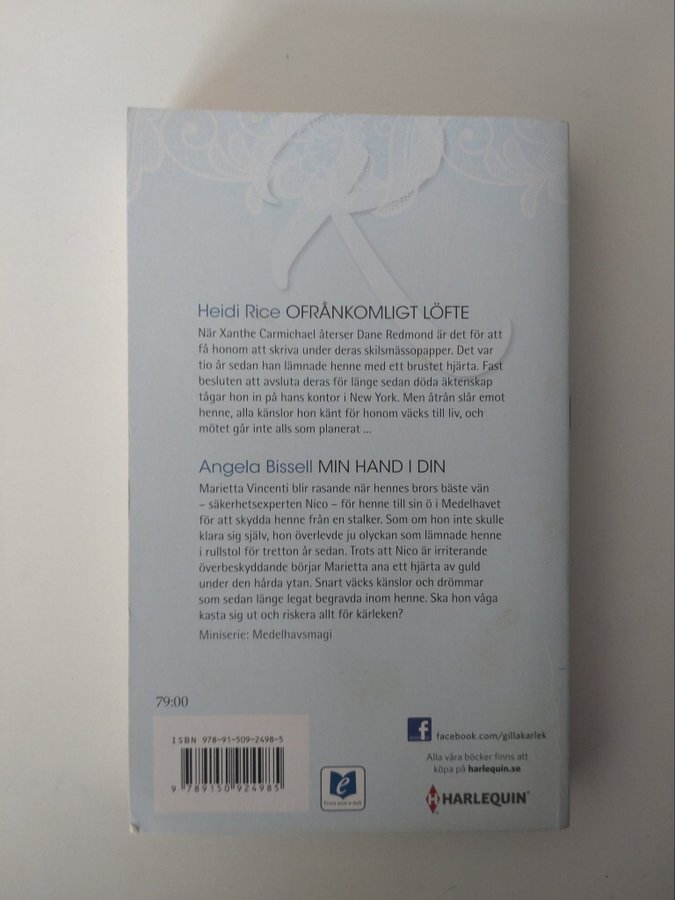 Heidi Rice OFRÅNKOMLIGT LÖFTE
När Xanthe Carmichael återser Dane Redmond är det för att
få honom att skriva under deras skilsmässopapper. Det var
tio år sedan han lämnade henne med ett brustet hjärta. Fast
besluten att avsluta deras för länge sedan döda äktenskap
tågar hon in på hans kontor i New York. Men åtrån slår emot
henne, alla känslor hon känt för honom väcks till liv, och
mötet går inte alls som planerat ...
Angela Bissell MIN HAND I DIN
Marietta Vincenti blir rasande när hennes brors bäste vän
– säkerhetsexperten Nico – för henne till sin ö i Medelhavet
för att skydda henne från en stalker. Som om hon inte skulle
klara sig själv, hon överlevde ju olyckan som lämnade henne
i rullstol för tretton år sedan. Trots att Nico är irriterande
överbeskyddande börjar Marietta ana ett hjärta av guld
under den hårda ytan. Snart väcks känslor och drömmar
som sedan länge legat begravda inom henne. Ska hon våga
kasta sig ut och riskera allt för kärleken?
Miniserie: Medelhavsmagi
79:00
ISBN 978-91-509-2498-5
9 789150 924985
e
Finns som e-bok
f facebook.com/gillakarlek
Alla våra böcker finns att
köpa på harlequin.se
HARLEQUIN